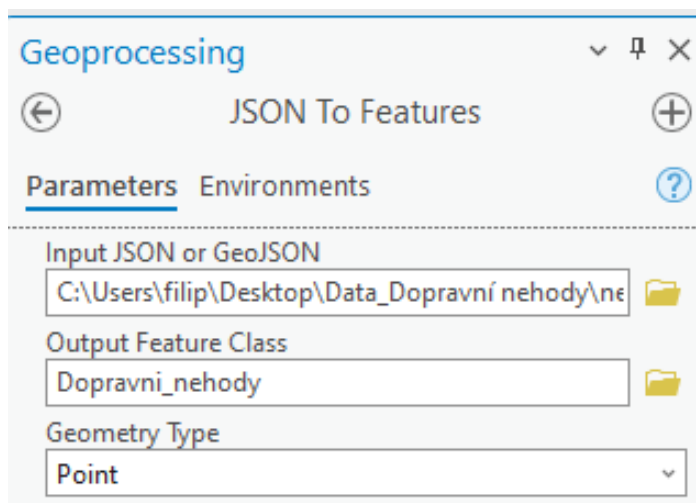 Geoprocessing
JSON To Features
Parameters Environments
Input JSON or GeoJSON
C:\Users\filip\Desktop\Data_Dopravní nehody\ne
Output Feature Class
Dopravni_nehody
Geometry Type
Point